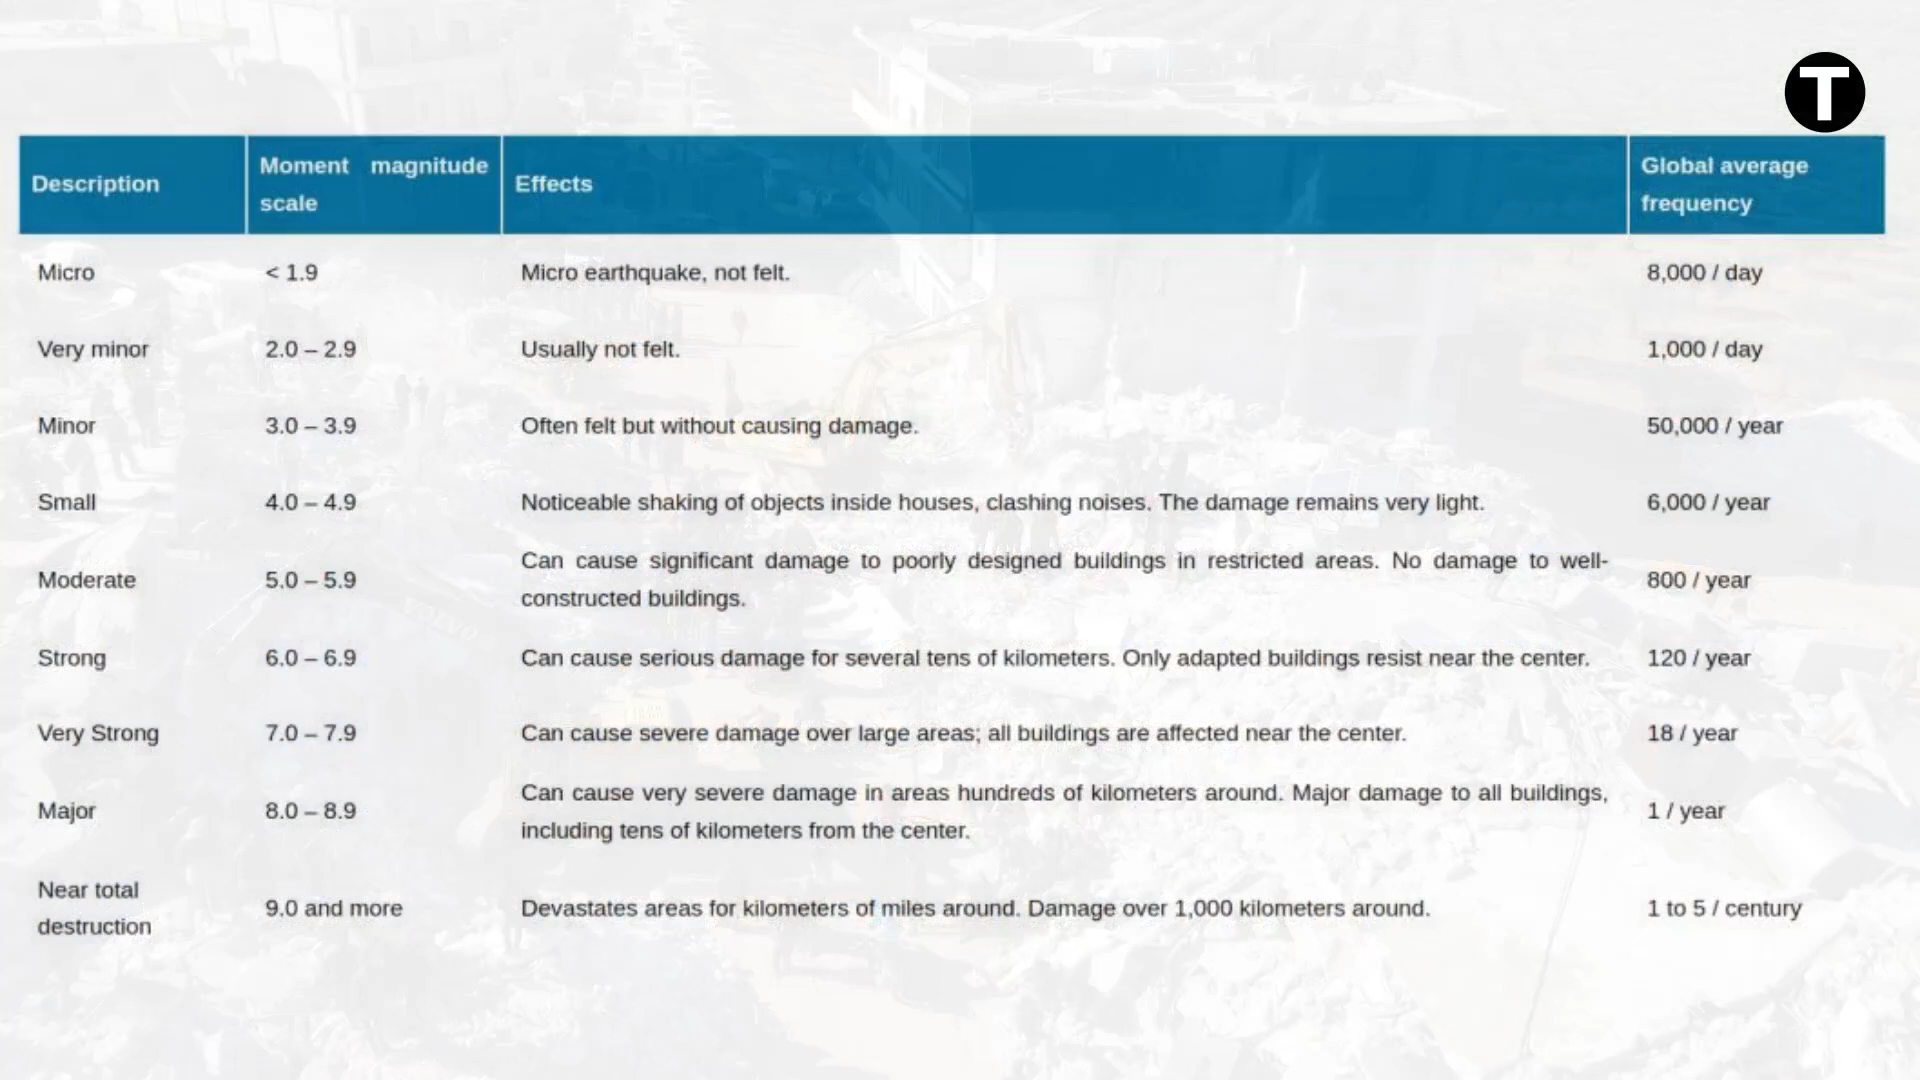 T
Description
Moment magnitude
scale
Effects
Global average
frequency
Micro
< 1.9
Micro earthquake, not felt.
8,000 / day
Very minor
2.0 – 2.9
Usually not felt.
1,000 / day
Minor
3.0 – 3.9
Often felt but without causing damage.
50,000 / year
Small
4.0 – 4.9
Noticeable shaking of objects inside houses, clashing noises. The damage remains very light.
6,000 / year
Moderate
5.0 – 5.9
Can cause significant damage to poorly designed buildings in restricted areas. No damage to well-
constructed buildings.
800 / year
Strong
6.0 – 6.9
Can cause serious damage for several tens of kilometers. Only adapted buildings resist near the center.
120 / year
Very Strong
7.0 – 7.9
Can cause severe damage over large areas; all buildings are affected near the center.
18 / year
Major
8.0 – 8.9
Can cause very severe damage in areas hundreds of kilometers around. Major damage to all buildings,
including tens of kilometers from the center.
1 / year
Near total
destruction
9.0 and more
Devastates areas for kilometers of miles around. Damage over 1,000 kilometers around.
1 to 5 / century
VOLVO